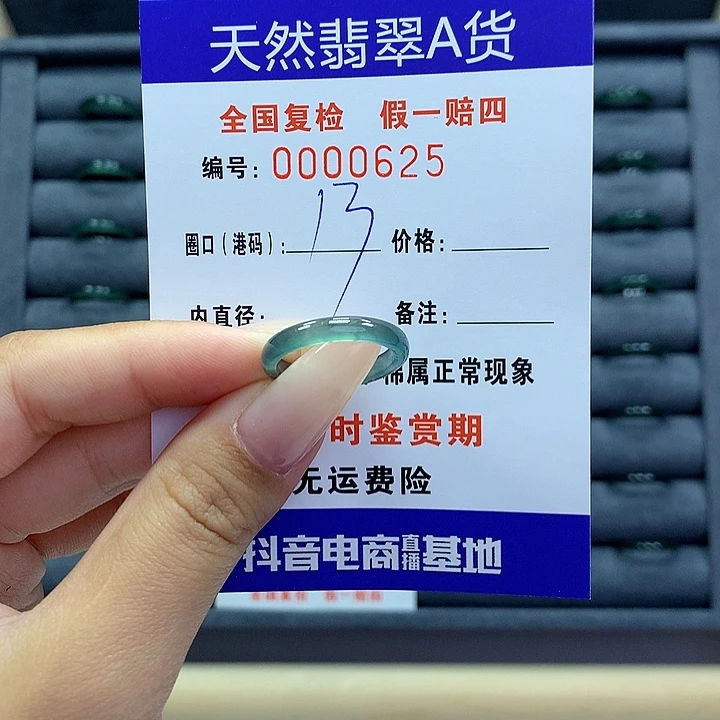 天然翡翠A货
全国复检 假一赔四
编号: 0000625
圈口(港码): 13 价格:
内直径: 备注:
棉属正常现象
时鉴赏期
无运费险
抖音电商直播基地